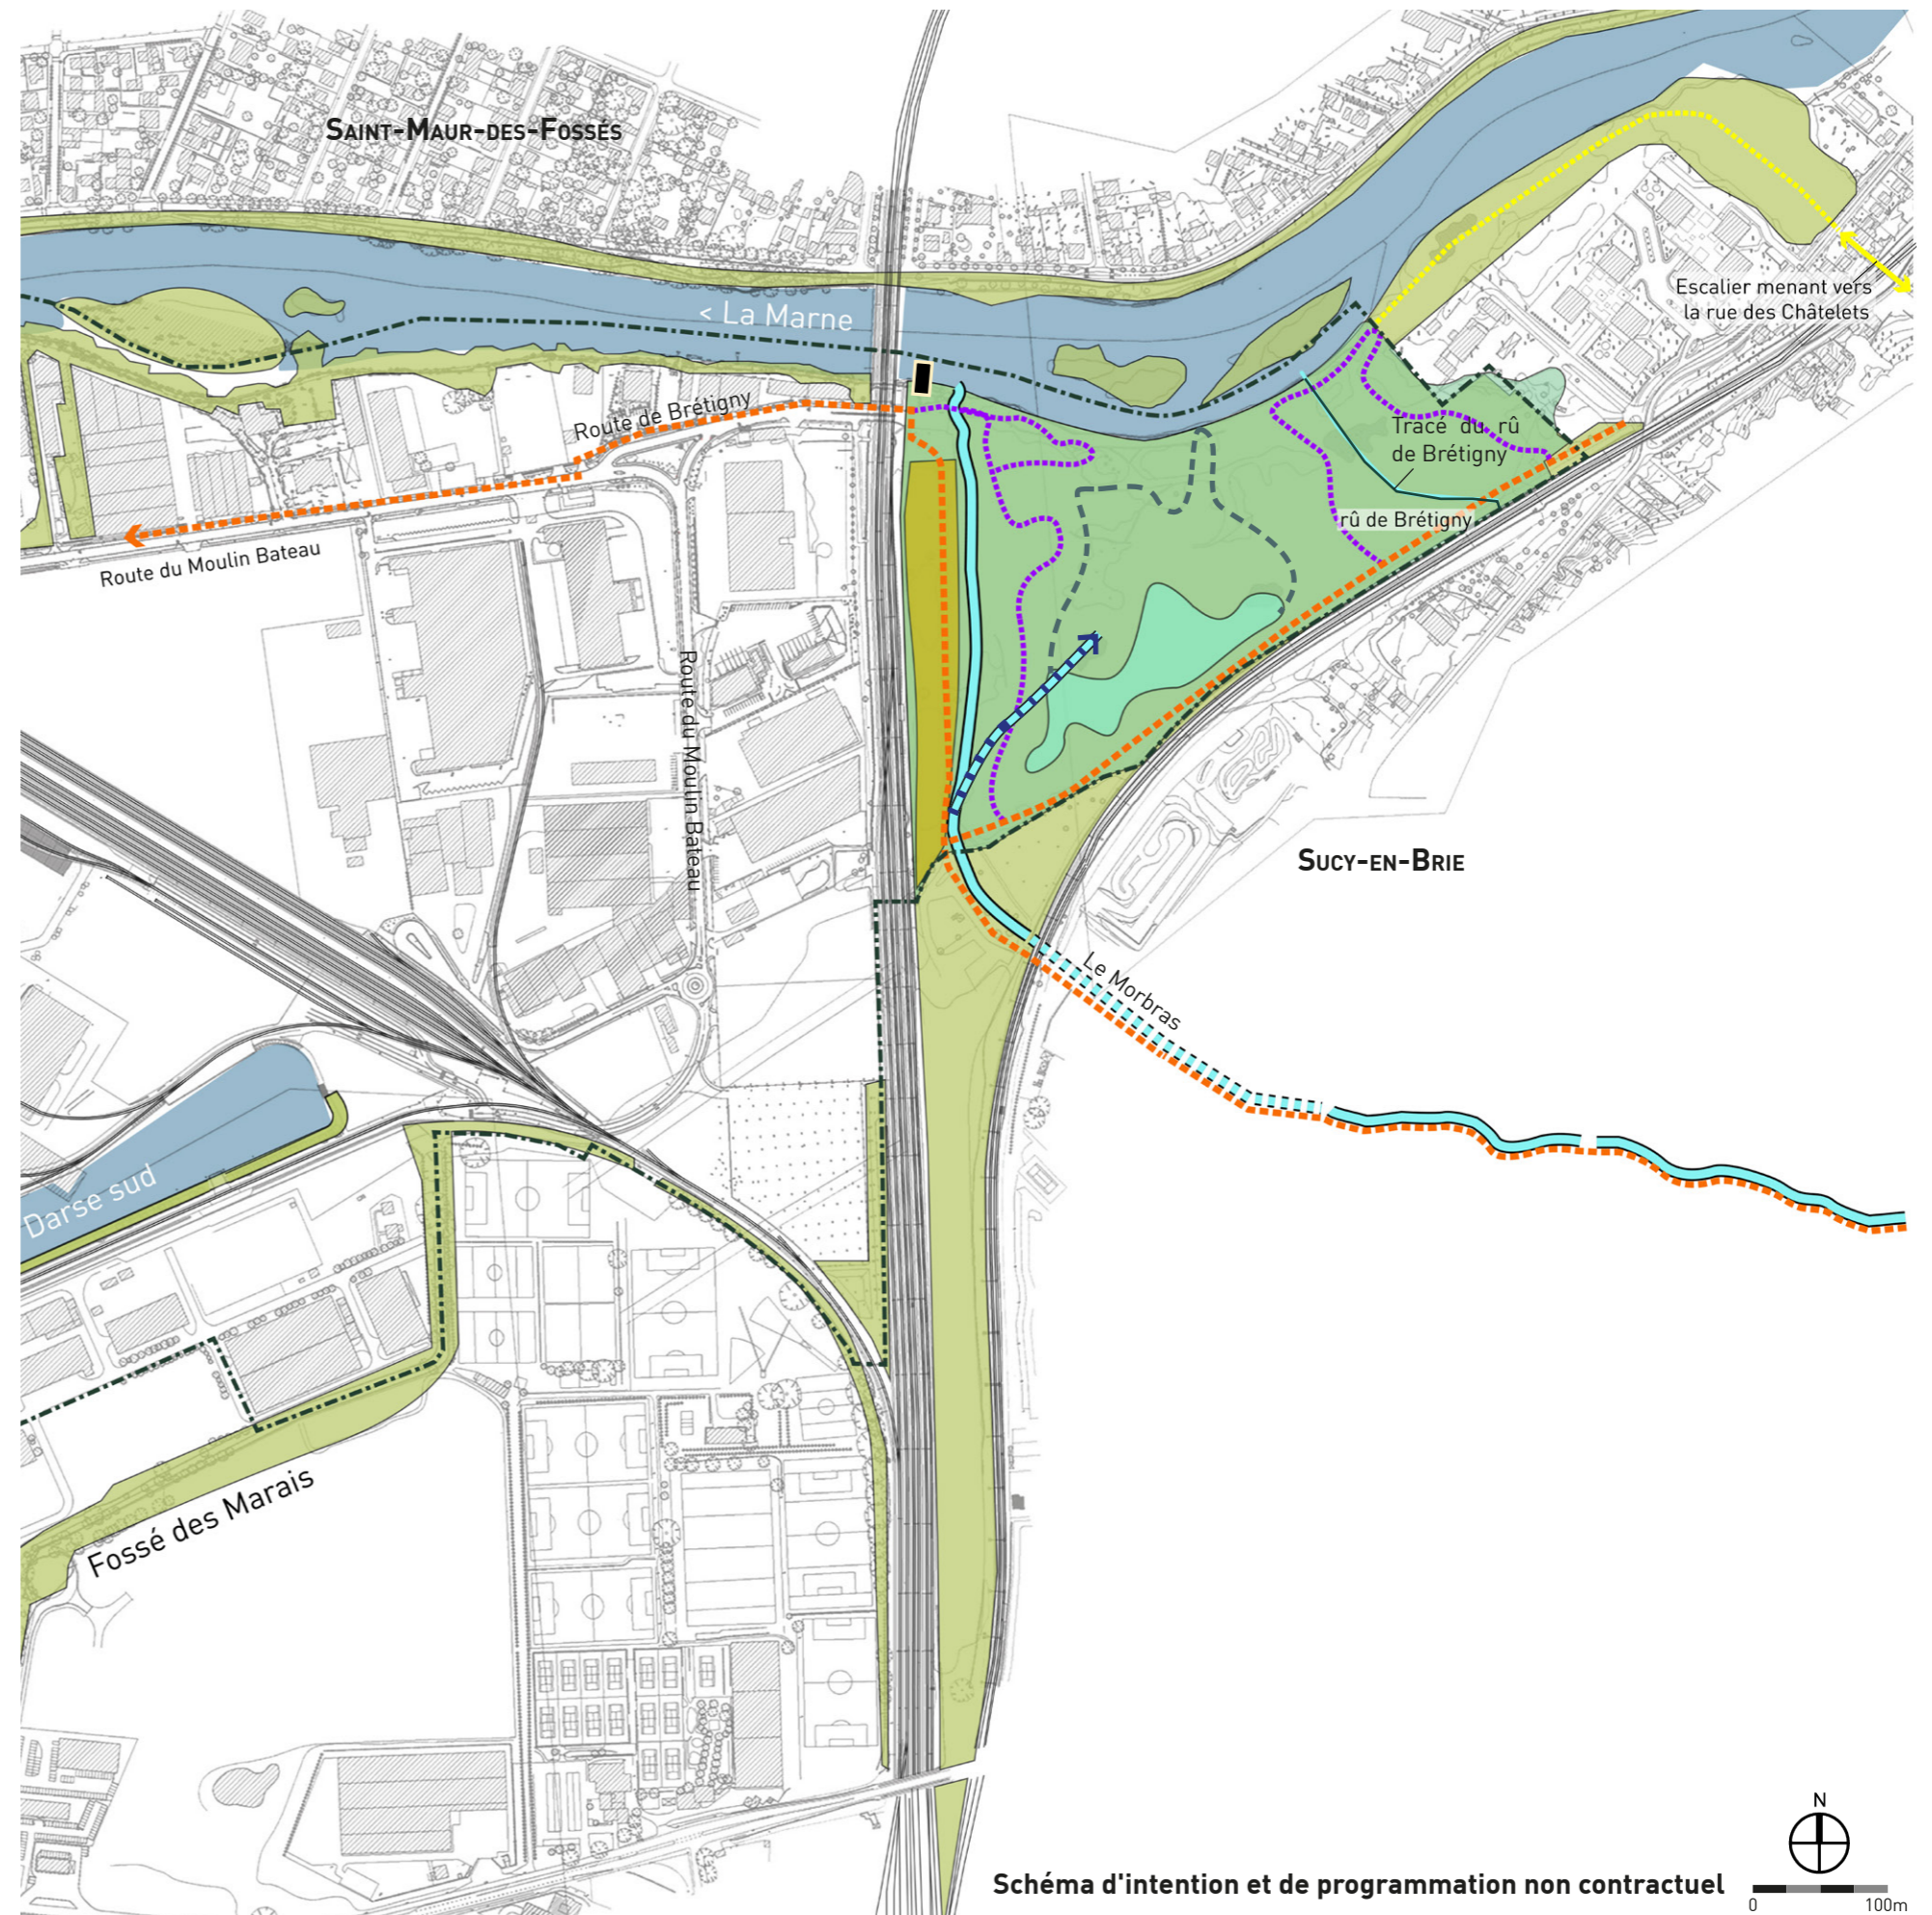 Saint-Maur-des-Fossés
< La Marne
Escalier menant vers
la rue des Châtelets
Route de Brétigny
Tracé du rû
de Brétigny
rû de Brétigny
Route du Moulin Bateau
Route du Moulin Bateau
Sucy-en-Brie
Le Morbras
Darse sud
Fossé des Marais
N
Schéma d'intention et de programmation non contractuel
0 100m